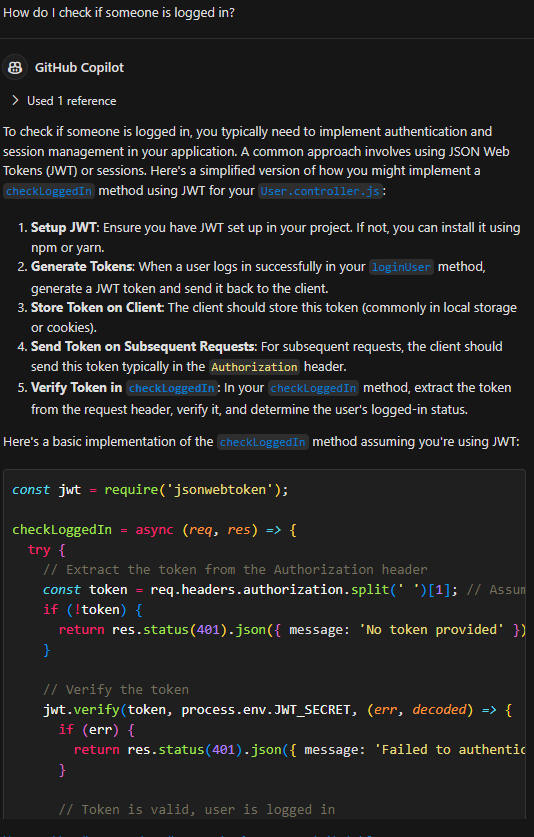 How do I check if someone is logged in?
GitHub Copilot
Used 1 reference
To check if someone is logged in, you typically need to implement authentication and
session management in your application. A common approach involves using JSON Web
Tokens (JWT) or sessions. Here's a simplified version of how you might implement a
checkLoggedIn method using JWT for your User.controller.js:
1. Setup JWT: Ensure you have JWT set up in your project. If not, you can install it using
npm or yarn.
2. Generate Tokens: When a user logs in successfully in your loginUser method,
generate a JWT token and send it back to the client.
3. Store Token on Client: The client should store this token (commonly in local storage
or cookies).
4. Send Token on Subsequent Requests: For subsequent requests, the client should
send this token typically in the Authorization header.
5. Verify Token in checkLoggedIn: In your checkLoggedIn method, extract the token
from the request header, verify it, and determine the user's logged-in status.
Here's a basic implementation of the checkLoggedIn method assuming you're using JWT:
const jwt = require('jsonwebtoken');
checkLoggedIn = async (req, res) => {
try {
// Extract the token from the Authorization header
const token = req.headers.authorization.split(' ')[1]; // Assum
if (!token) {
return res.status(401).json({ message: 'No token provided' })
}
// Verify the token
jwt.verify(token, process.env.JWT_SECRET, (err, decoded) => {
if (err) {
return res.status(401).json({ message: 'Failed to authentic
}
// Token is valid, user is logged in